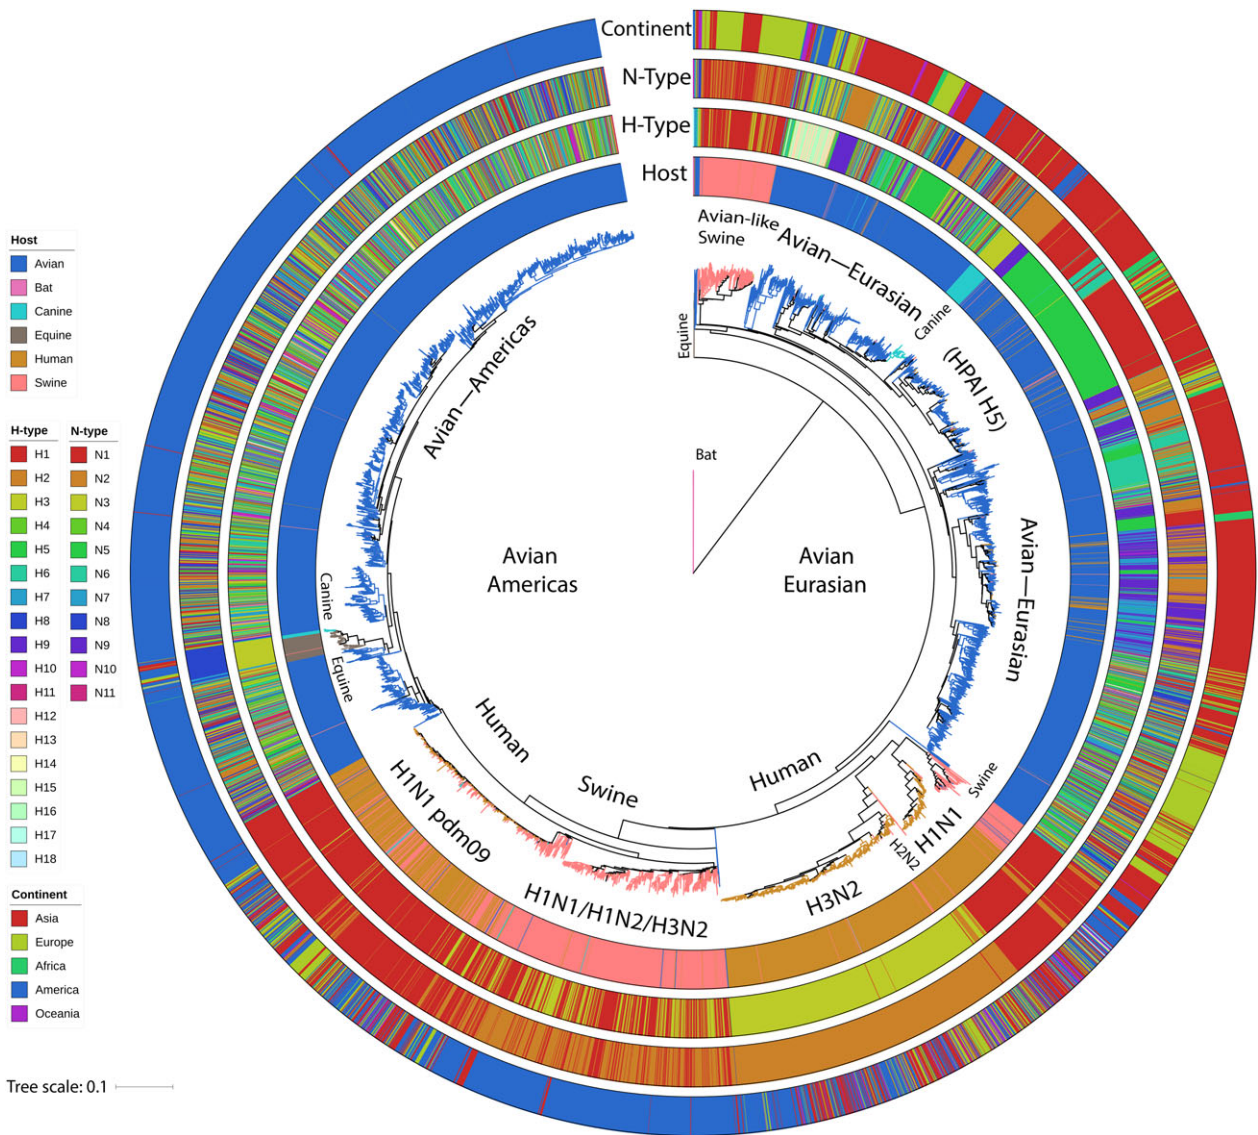 Continent
N-Type
H-Type
Host
Avian-like
Swine
Avian—Eurasian
Canine
(HPAI H5)
Equine
Bat
Avian—Americas
Avian
Americas
Avian
Eurasian
Avian—Eurasian
Canine
Equine
Human
Swine
Human
Swine
H1N1 pdm09
H1N1/H1N2/H3N2
H3N2
H2N2
H1N1
Host
Avian
Bat
Canine
Equine
Human
Swine
H-type N-type
H1 N1
H2 N2
H3 N3
H4 N4
H5 N5
H6 N6
H7 N7
H8 N8
H9 N9
H10 N10
H11 N11
H12
H13
H14
H15
H16
H17
H18
Continent
Asia
Europe
Africa
America
Oceania
Tree scale: 0.1